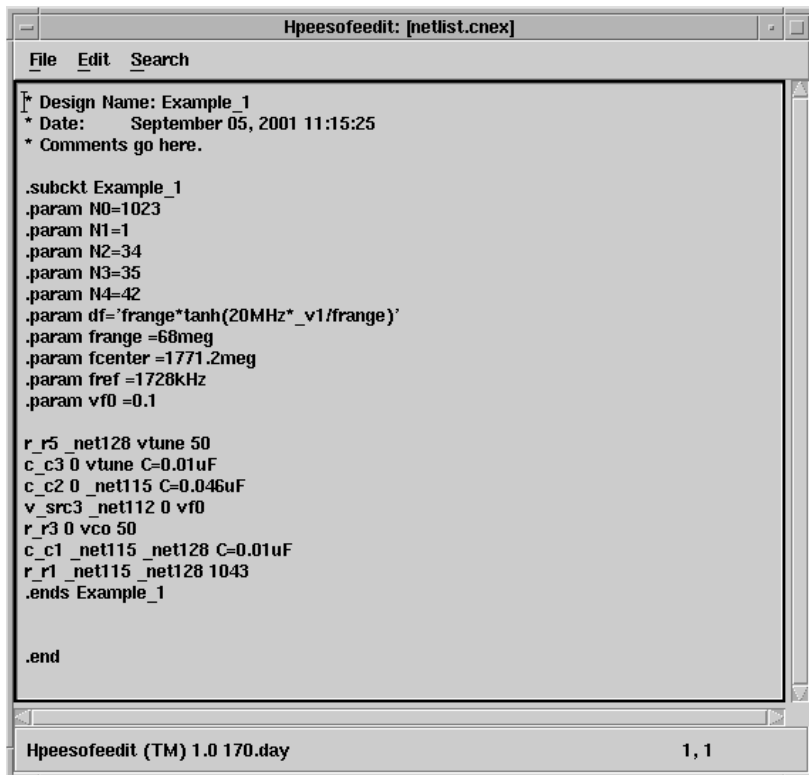 Hpeesofeedit: [netlist.cnex]
File Edit Search
* Design Name: Example_1
* Date: September 05, 2001 11:15:25
* Comments go here.
.subckt Example_1
.param N0=1023
.param N1=1
.param N2=34
.param N3=35
.param N4=42
.param df='frange*tanh(20MHz*_v1/frange)'
.param frange =68meg
.param fcenter =1771.2meg
.param fref =1728kHz
.param vf0 =0.1
r_r5 _net128 vtune 50
c_c3 0 vtune C=0.01uF
c_c2 0 _net115 C=0.046uF
v_src3 _net112 0 vf0
r_r3 0 vco 50
c_c1 _net115 _net128 C=0.01uF
r_r1 _net115 _net128 1043
.ends Example_1
.end
Hpeesofeedit (TM) 1.0 170.day 1, 1